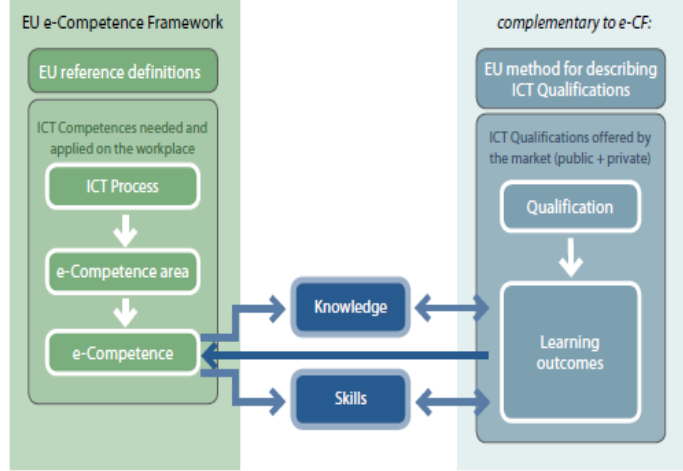 EU e-Competence Framework
EU reference definitions
ICT Competences needed and
applied on the workplace
ICT Process
e-Competence area
e-Competence
Knowledge
Skills
complementary to e-CF:
EU method for describing
ICT Qualifications
ICT Qualifications offered by
the market (public + private)
Qualification
Learning
outcomes